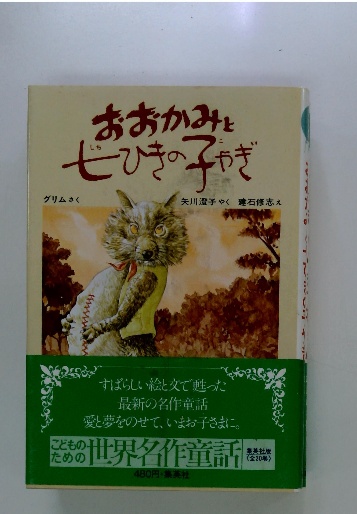 おおかみと
七ひきの子やぎ
しち
こ
グリム さく
矢川澄子 やく 建石修志 え
すばらしい絵と文で甦った
最新の名作童話
愛と夢をのせて、いまお子さまに。
こどもの
ための
世界名作童話
集英社版
〈全20巻〉
480円・集英社